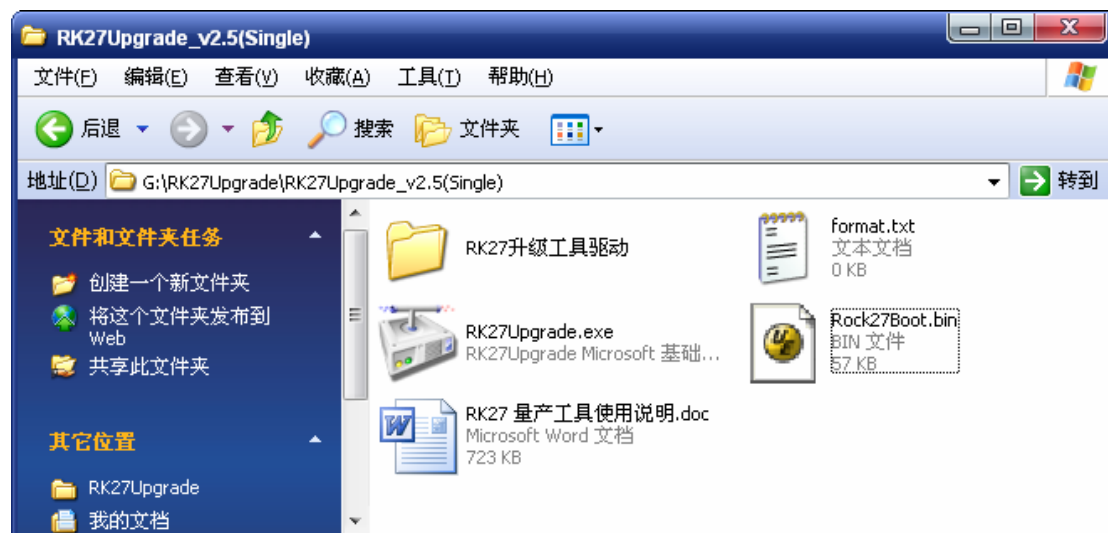 RK27Upgrade_v2.5(Single)
文件(F) 编辑(E) 查看(V) 收藏(A) 工具(T) 帮助(H)
后退 搜索 文件夹
地址(D) G:\RK27Upgrade\RK27Upgrade_v2.5(Single) 转到
文件和文件夹任务
创建一个新文件夹
将这个文件夹发布到
Web
共享此文件夹
其它位置
RK27Upgrade
我的文档
RK27升级工具驱动
format.txt
文本文档
0 KB
RK27Upgrade.exe
RK27Upgrade Microsoft 基础...
Rock27Boot.bin
BIN 文件
57 KB
RK27 量产工具使用说明.doc
Microsoft Word 文档
723 KB